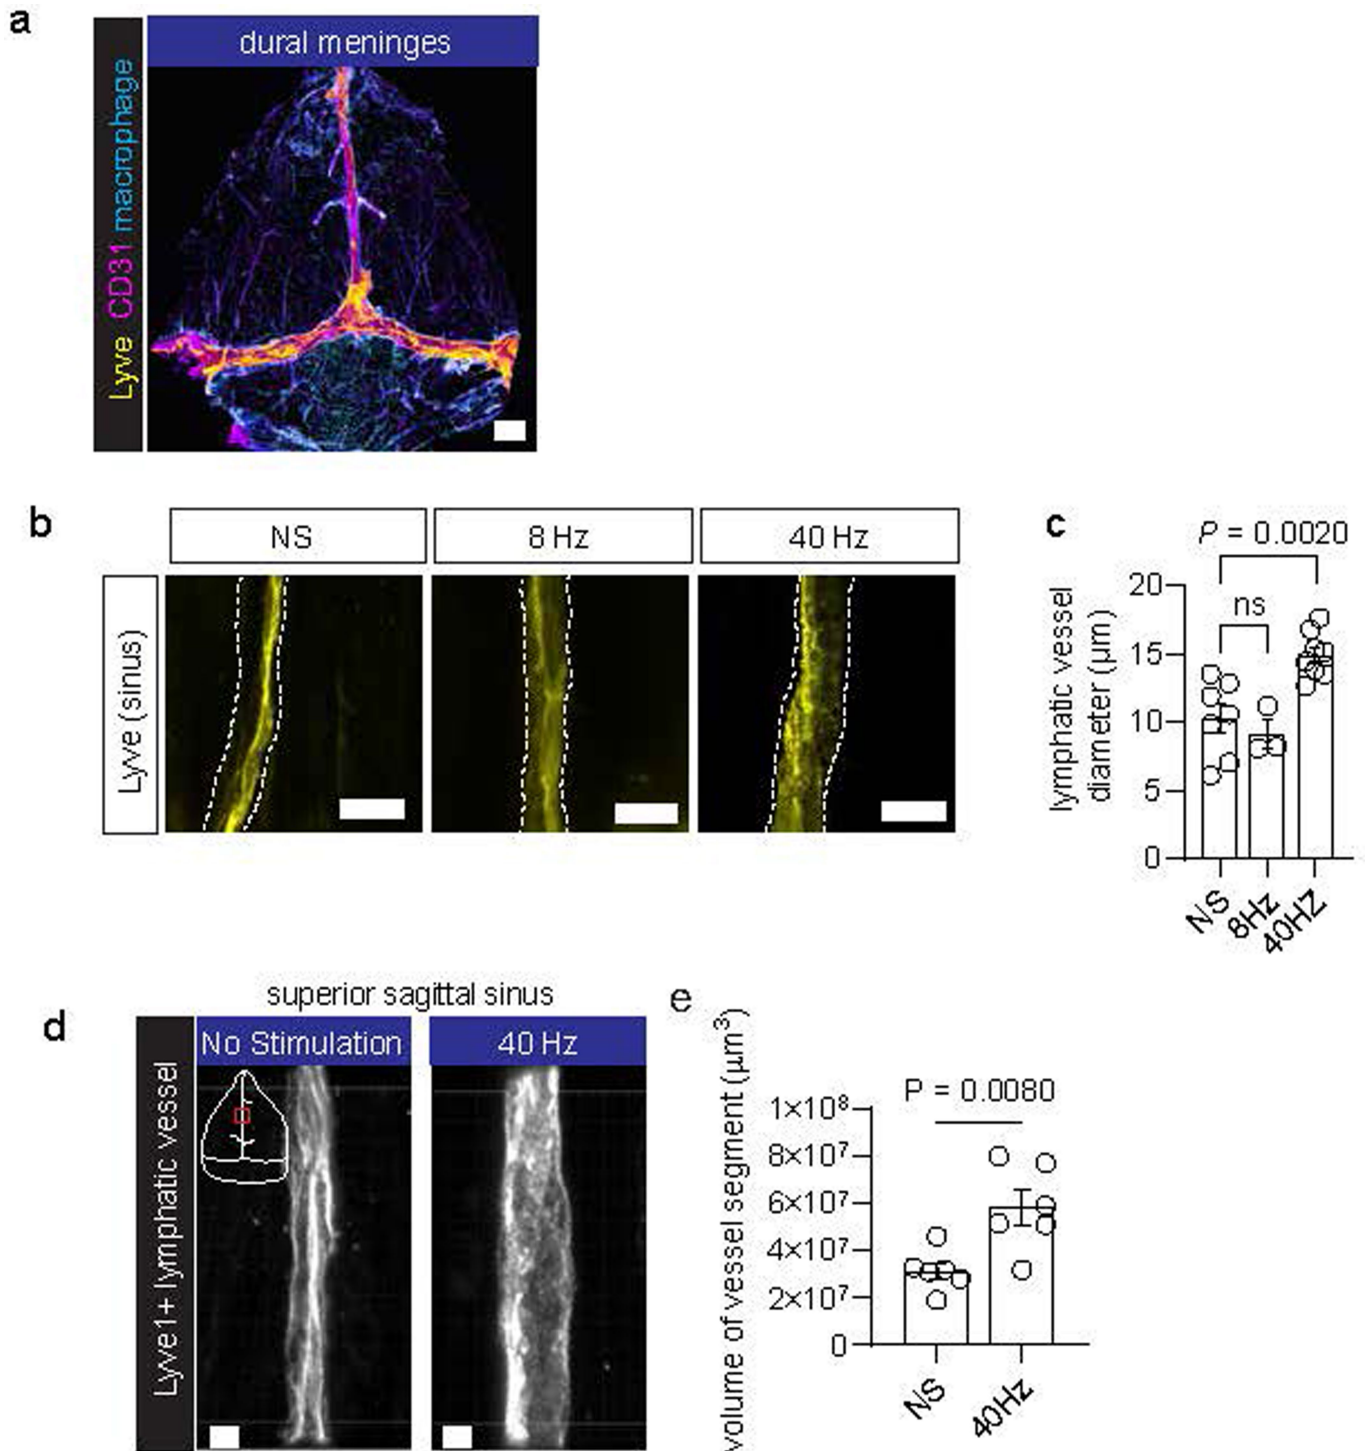 a
dural meninges
Lyve CD31 macrophage
b
NS
8 Hz
40 Hz
Lyve (sinus)
c
P = 0.0020
ns
lymphatic vessel
diameter (μm)
20
15
10
5
0
NS
8Hz
40HZ
d
superior sagittal sinus
No Stimulation
40 Hz
Lyve1+ lymphatic vessel
e
P = 0.0080
volume of vessel segment (μm³)
1×10⁸
8×10⁷
6×10⁷
4×10⁷
2×10⁷
0
NS
40Hz